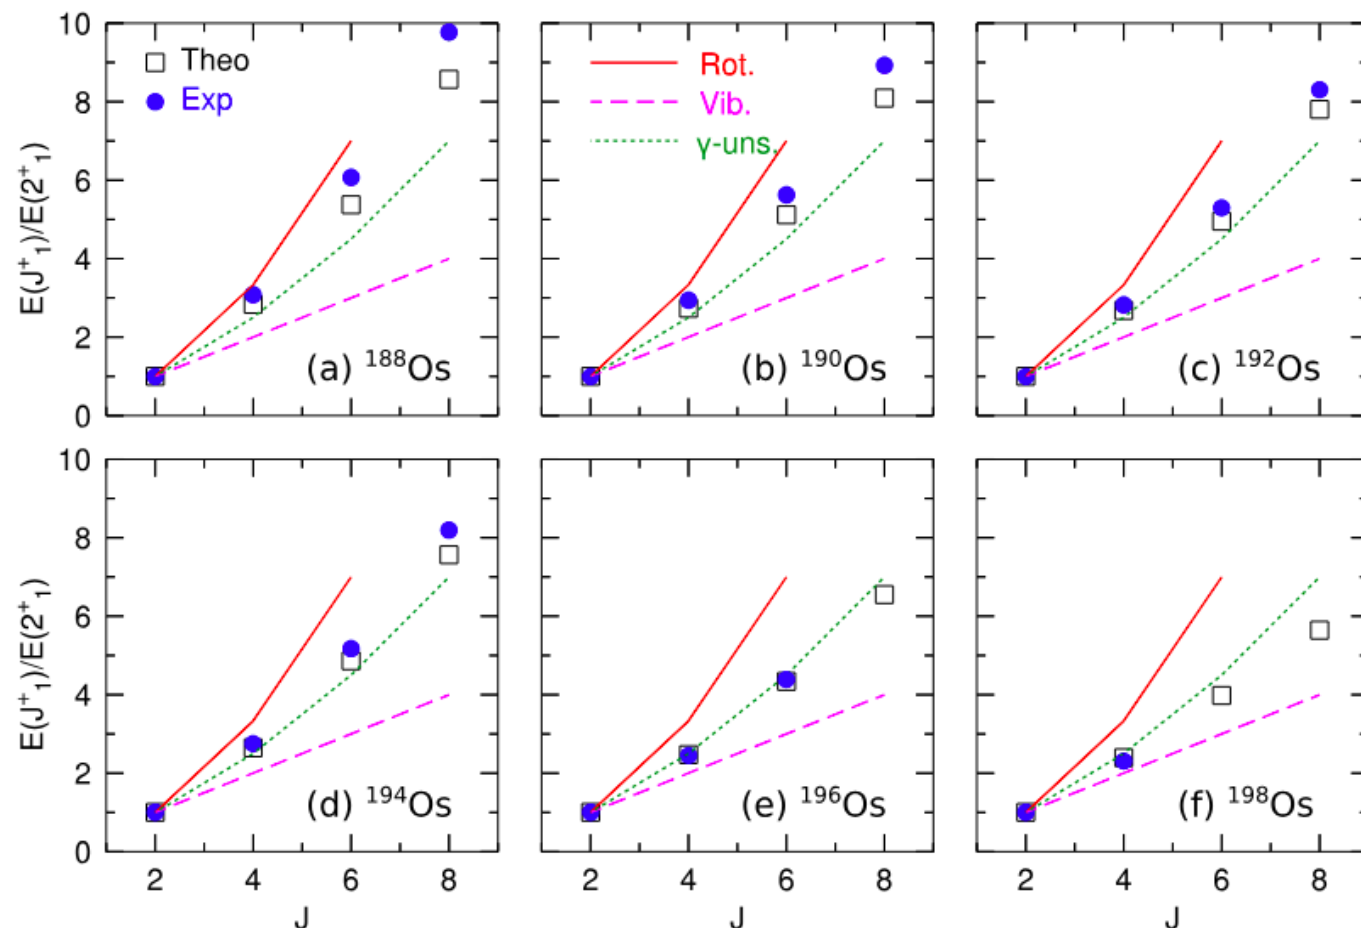 10
8
6
4
2
0
E(J⁺₁)/E(2⁺₁)
Theo
Exp
(a) ¹⁸⁸Os
Rot.
Vib.
γ-uns.
(b) ¹⁹⁰Os
(c) ¹⁹²Os
10
8
6
4
2
0
E(J⁺₁)/E(2⁺₁)
(d) ¹⁹⁴Os
(e) ¹⁹⁶Os
(f) ¹⁹⁸Os
2 4 6 8
2 4 6 8
2 4 6 8
J
J
J